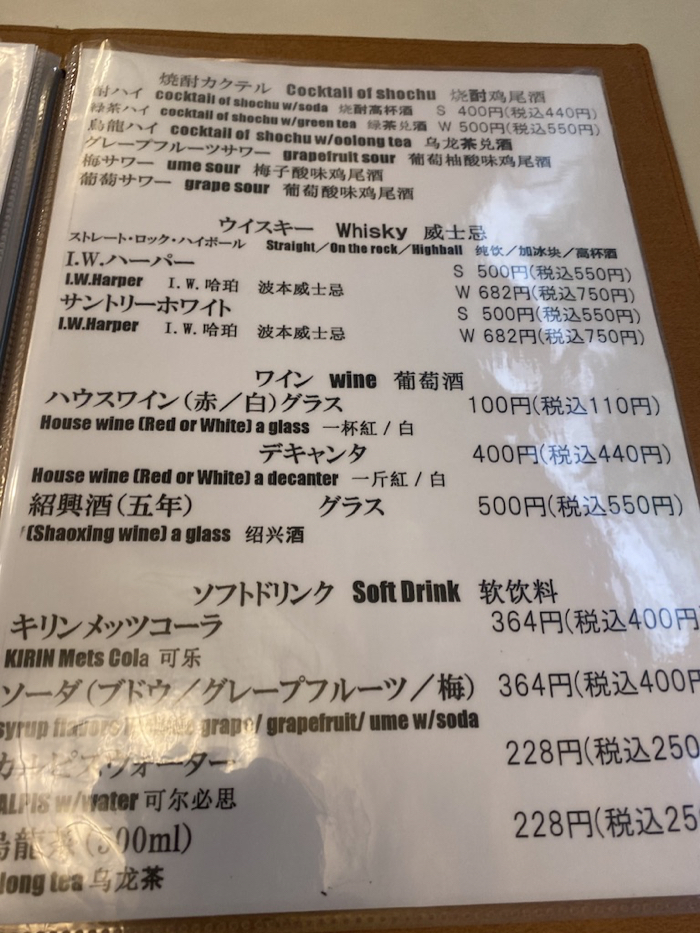 焼酎カクテル Cocktail of shochu 烧酎鸡尾酒
酎ハイ cocktail of shochu w/soda 烧酎高杯酒 S 400円(税込440円)
緑茶ハイ cocktail of shochu w/green tea 绿茶兑酒 W 500円(税込550円)
烏龍ハイ cocktail of shochu w/oolong tea 乌龙茶兑酒
グレープフルーツサワー grapefruit sour 葡萄柚酸味鸡尾酒
梅サワー ume sour 梅子酸味鸡尾酒
葡萄サワー grape sour 葡萄酸味鸡尾酒
ウイスキー Whisky 威士忌
ストレート・ロック・ハイボール Straight/On the rock/Highball 纯饮/加冰块/高杯酒
I.W.ハーパー S 500円(税込550円)
I.W.Harper I.W.哈珀 波本威士忌 W 682円(税込750円)
サントリーホワイト S 500円(税込550円)
I.W.Harper I.W.哈珀 波本威士忌 W 682円(税込750円)
ワイン wine 葡萄酒
ハウスワイン(赤/白)グラス 100円(税込110円)
House wine (Red or White) a glass 一杯紅 / 白
デキャンタ 400円(税込440円)
House wine (Red or White) a decanter 一斤紅 / 白
紹興酒(五年) グラス 500円(税込550円)
(Shaoxing wine) a glass 绍兴酒
ソフトドリンク Soft Drink 软饮料
キリンメッツコーラ 364円(税込400円
KIRIN Mets Cola 可乐
ソーダ(ブドウ/グレープフルーツ/梅) 364円(税込400円
syrup flavors grape/ grapefruit/ ume w/soda
カルピスウォーター 228円(税込250
ALPIS w/water 可尔必思
烏龍茶(500ml) 228円(税込25
long tea 乌龙茶